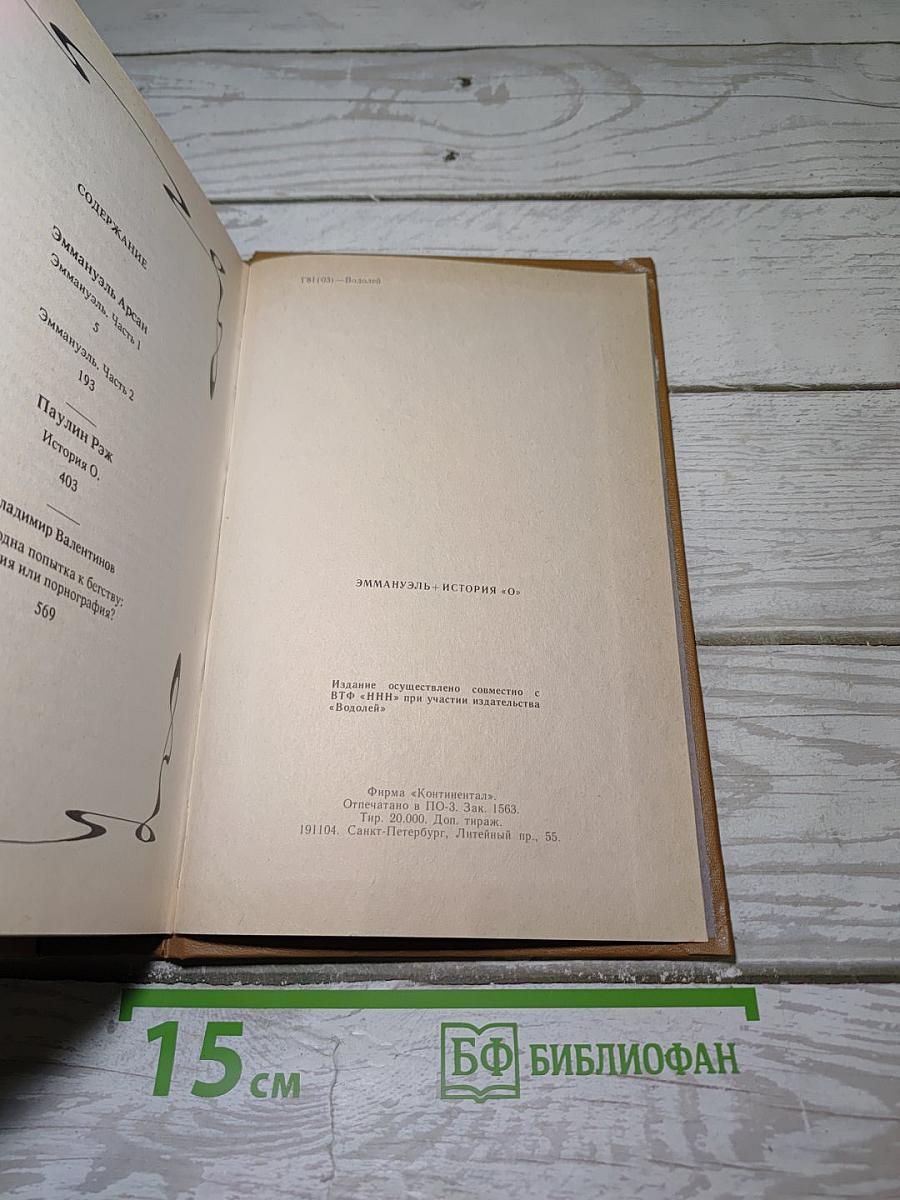 СОДЕРЖАНИЕ
Эммануэль Арсан
Эммануэль. Часть 1
5
Эммануэль. Часть 2
193
Паулин Рэж
История О.
403
Валентинов
одна попытка к бегству:
или порнография?
569
Г81(03)—Водолей
ЭММАНУЭЛЬ+ИСТОРИЯ «О»
Издание осуществлено совместно с
ВТФ «ННН» при участии издательства
«Водолей»
Фирма «Континентал».
Отпечатано в ПО-3. Зак. 1563.
Тир. 20.000. Доп. тираж.
191104. Санкт-Петербург, Литейный пр., 55.
15 см
БФ БИБЛИОФАН